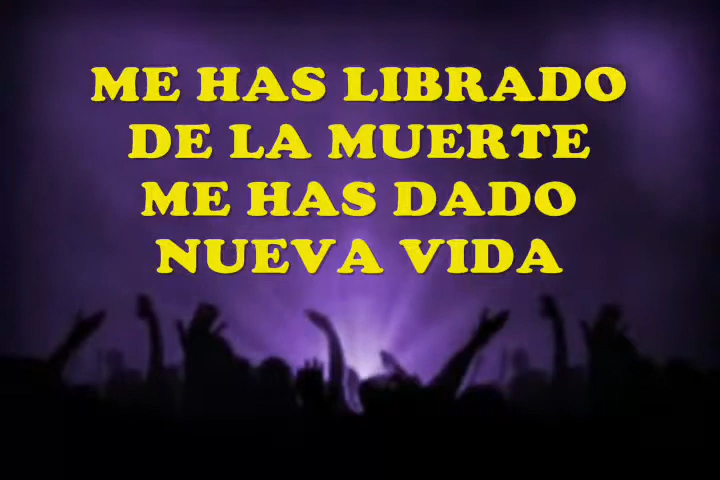 ME HAS LIBRADO
DE LA MUERTE
ME HAS DADO
NUEVA VIDA